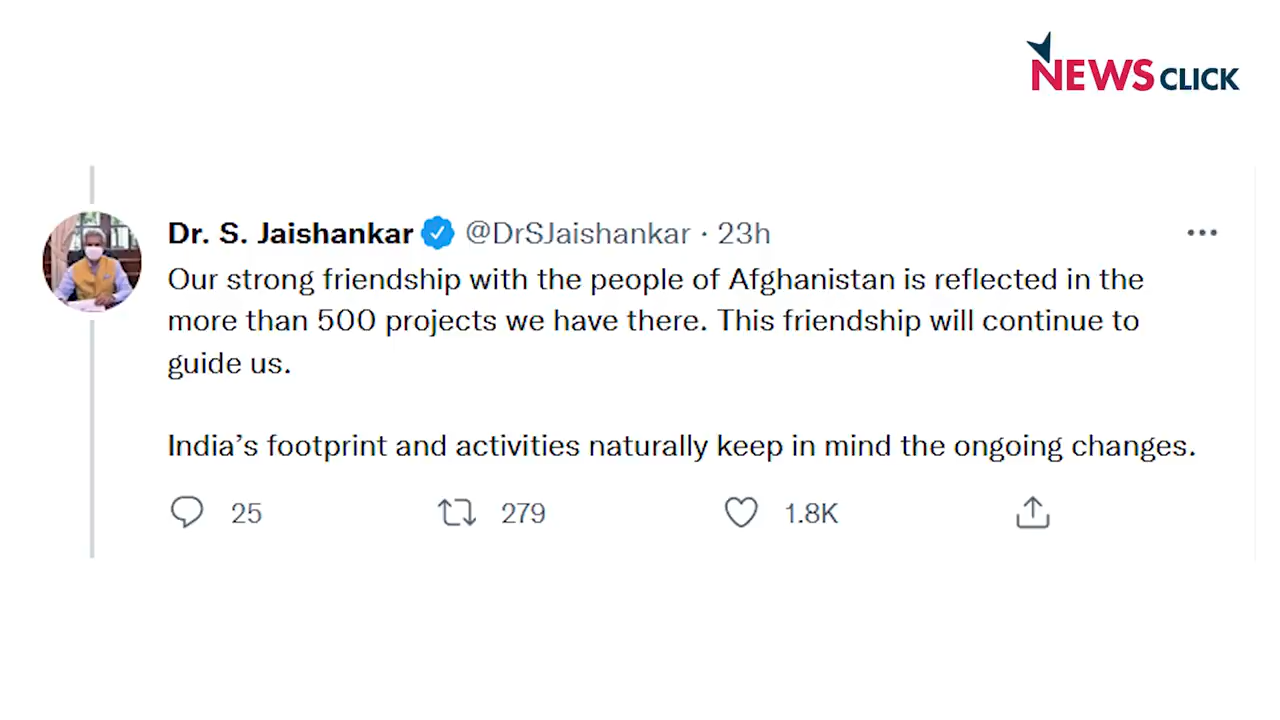 NEWS CLICK
Dr. S. Jaishankar @DrSJaishankar · 23h
Our strong friendship with the people of Afghanistan is reflected in the
more than 500 projects we have there. This friendship will continue to
guide us.
India’s footprint and activities naturally keep in mind the ongoing changes.
25 279 1.8K